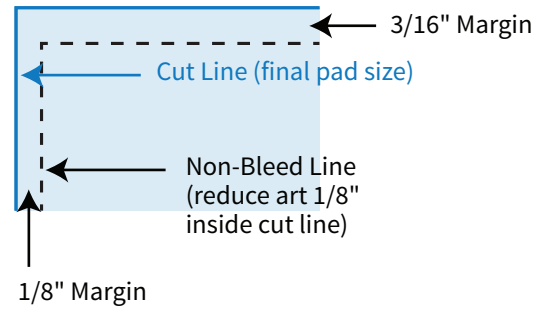 3/16" Margin
Cut Line (final pad size)
Non-Bleed Line
(reduce art 1/8"
inside cut line)
1/8" Margin